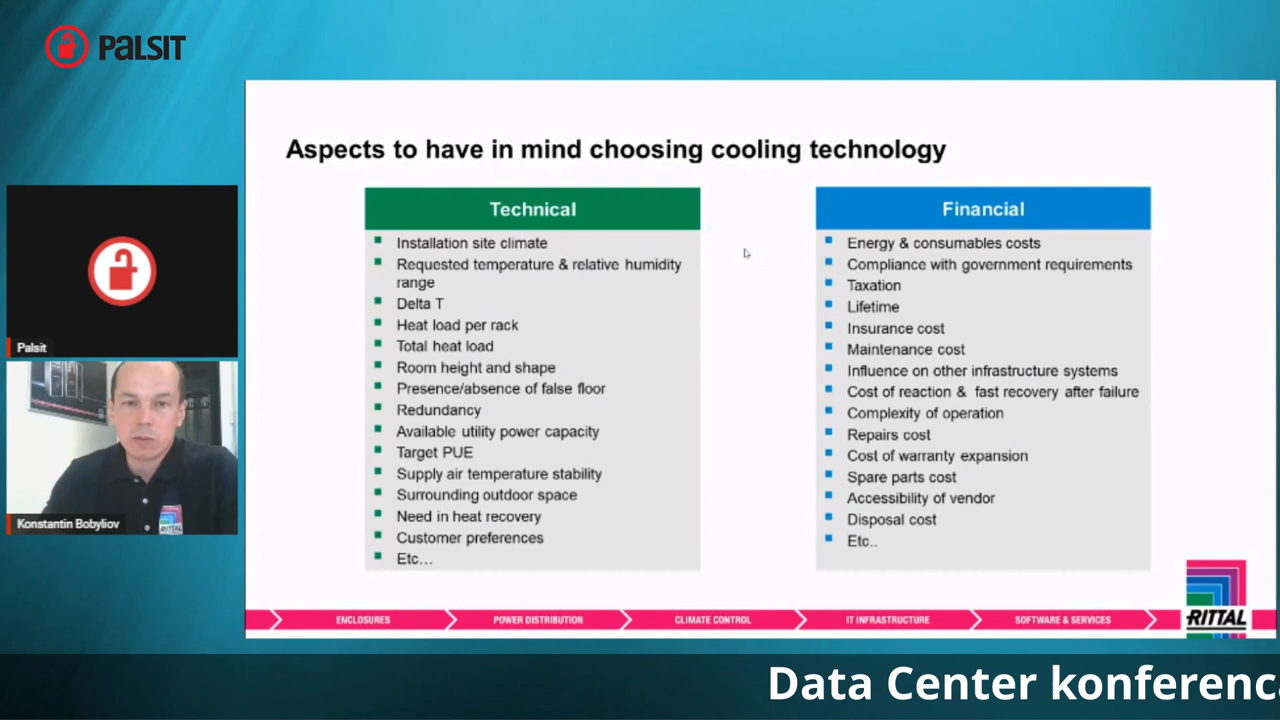 PaLSIT
Aspects to have in mind choosing cooling technology
Technical
Installation site climate
Requested temperature & relative humidity
range
Delta T
Heat load per rack
Total heat load
Room height and shape
Presence/absence of false floor
Redundancy
Available utility power capacity
Target PUE
Supply air temperature stability
Surrounding outdoor space
Need in heat recovery
Customer preferences
Etc...
Financial
Energy & consumables costs
Compliance with government requirements
Taxation
Lifetime
Insurance cost
Maintenance cost
Influence on other infrastructure systems
Cost of reaction & fast recovery after failure
Complexity of operation
Repairs cost
Cost of warranty expansion
Spare parts cost
Accessibility of vendor
Disposal cost
Etc..
Palsit
Konstantin Bobyliov
RITTAL
ENCLOSURES
POWER DISTRIBUTION
CLIMATE CONTROL
IT INFRASTRUCTURE
SOFTWARE & SERVICES
RITTAL
Data Center konferenc